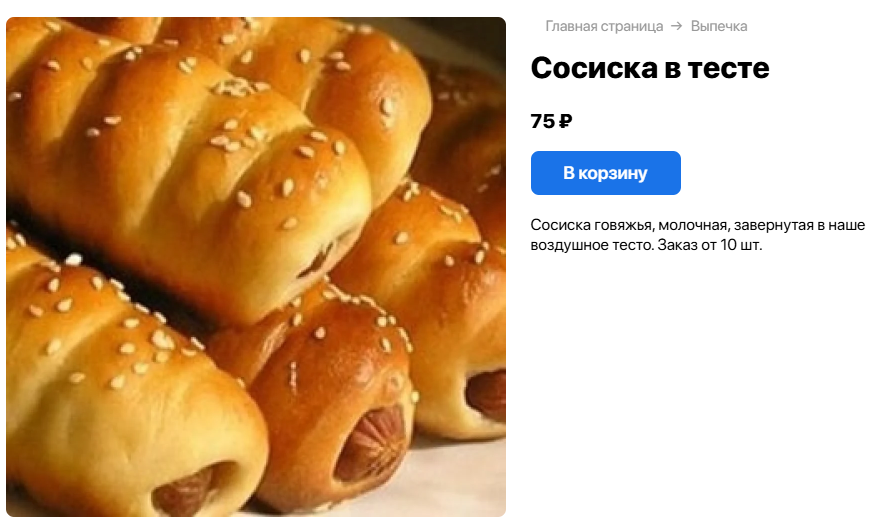 Главная страница → Выпечка
Сосиска в тесте
75 ₽
В корзину
Сосиска говяжья, молочная, завернутая в наше
воздушное тесто. Заказ от 10 шт.